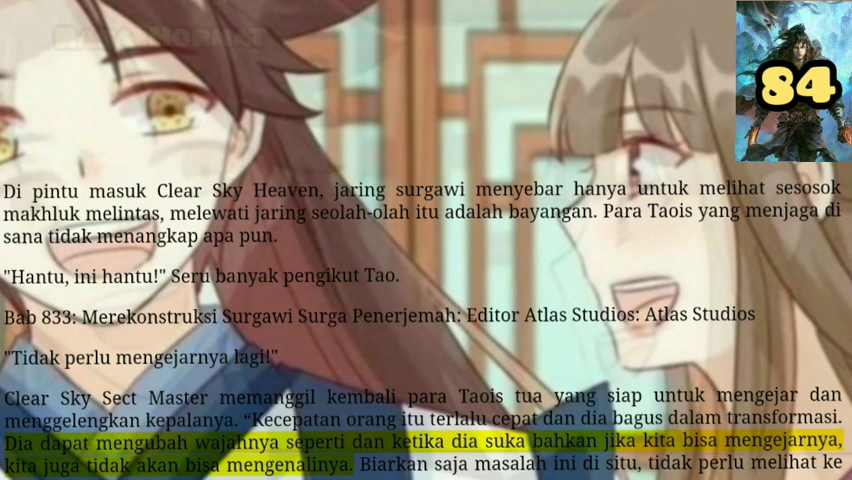 84
Di pintu masuk Clear Sky Heaven, jaring surgawi menyebar hanya untuk melihat sesosok
makhluk melintas, melewati jaring seolah-olah itu adalah bayangan. Para Taois yang menjaga di
sana tidak menangkap apa pun.
"Hantu, ini hantu!" Seru banyak pengikut Tao.
Bab 833: Merekonstruksi Surgawi Surga Penerjemah: Editor Atlas Studios: Atlas Studios
"Tidak perlu mengejarnya lagi!"
Clear Sky Sect Master memanggil kembali para Taois tua yang siap untuk mengejar dan
menggelengkan kepalanya. “Kecepatan orang itu terlalu cepat dan dia bagus dalam transformasi.
Dia dapat mengubah wajahnya seperti dan ketika dia suka bahkan jika kita bisa mengejarnya,
kita juga tidak akan bisa mengenalinya. Biarkan saja masalah ini di situ, tidak perlu melihat ke